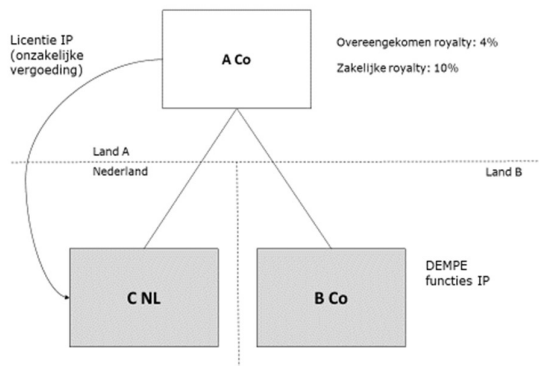 Licentie IP
(onzakelijke
vergoeding)
A Co
Overeengekomen royalty: 4%
Zakelijke royalty: 10%
Land A
Nederland
Land B
C NL
B Co
DEMPE
functies IP